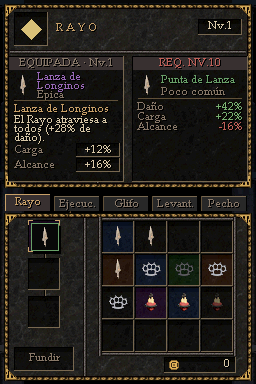 RAYO
Nv.1
EQUIPADA · Nv.1
Lanza de
Longinos
Épica
Lanza de Longinos
El Rayo atraviesa a
todos (+28% de
daño).
Carga +12%
Alcance +16%
REQ. NV.10
Punta de Lanza
Poco común
Daño +42%
Carga +22%
Alcance -16%
Rayo
Ejecuc.
Glifo
Levant.
Pecho
Fundir
0